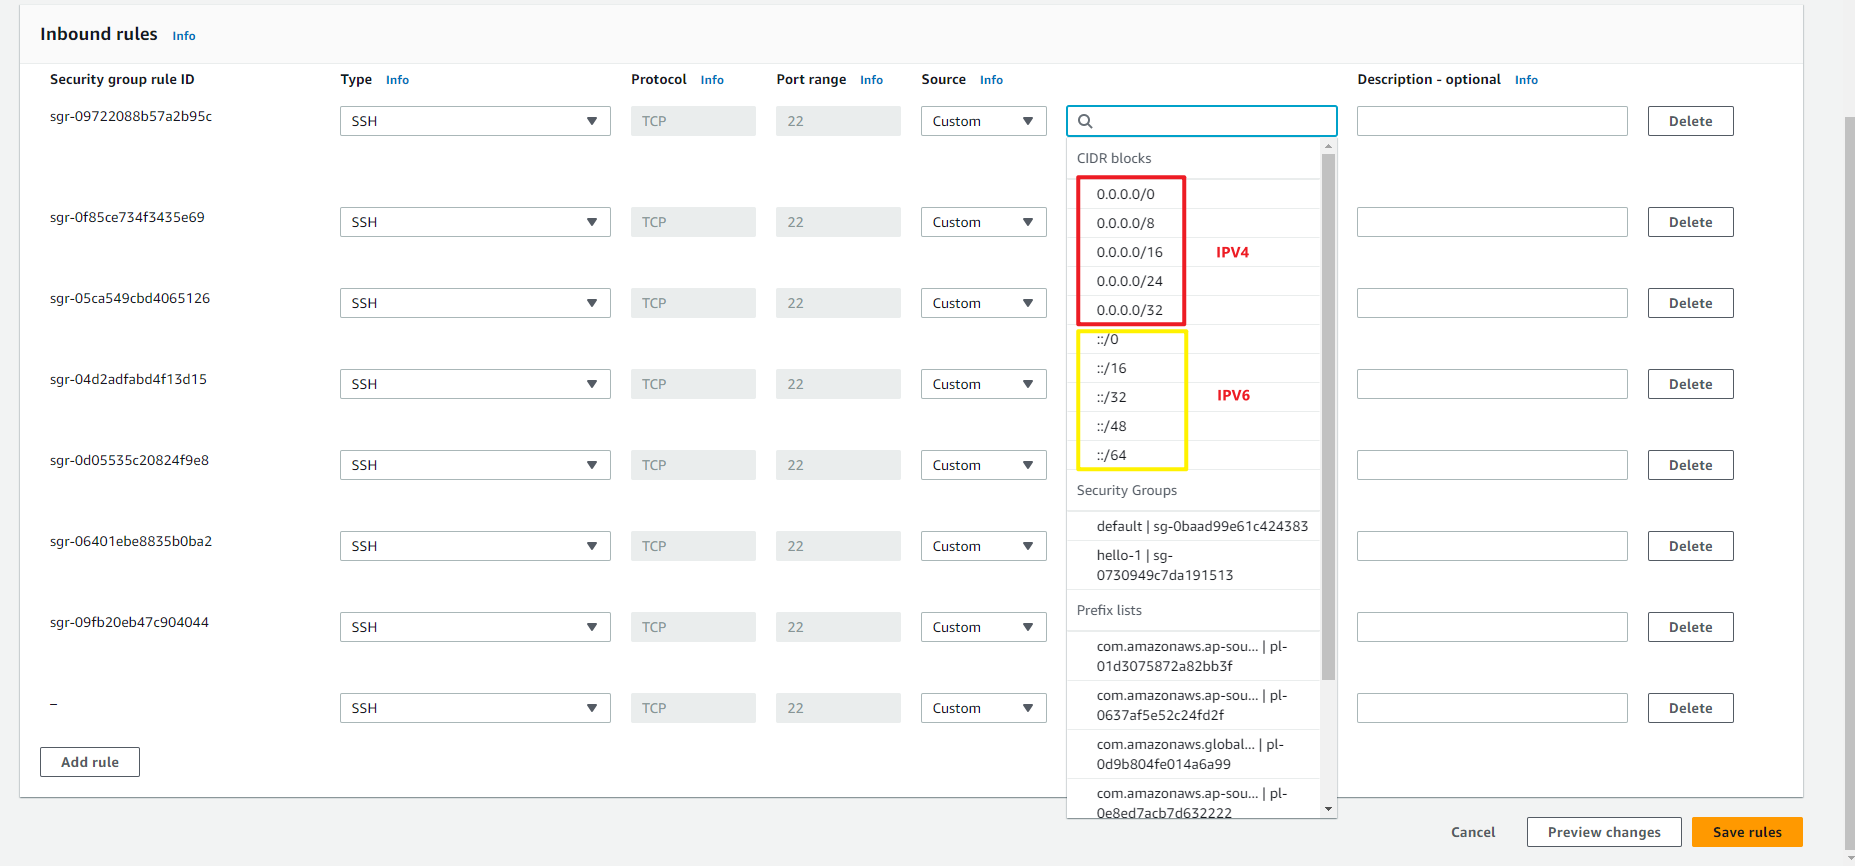 Inbound rules Info
Security group rule ID Type Info Protocol Info Port range Info Source Info Description - optional Info
sgr-09722088b57a2b95c SSH TCP 22 Custom Delete
CIDR blocks
0.0.0.0/0
sgr-0f85ce734f3435e69 SSH TCP 22 Custom 0.0.0.0/8 Delete
0.0.0.0/16 IPV4
0.0.0.0/24
sgr-05ca549cbd4065126 SSH TCP 22 Custom 0.0.0.0/32 Delete
::/0
::/16
sgr-04d2adfabd4f13d15 SSH TCP 22 Custom ::/32 IPV6 Delete
::/48
::/64
sgr-0d05535c20824f9e8 SSH TCP 22 Custom Delete
Security Groups
default | sg-0baad99e61c424383
sgr-06401ebe8835b0ba2 SSH TCP 22 Custom hello-1 | sg- Delete
0730949c7da191513
Prefix lists
sgr-09fb20eb47c904044 SSH TCP 22 Custom Delete
com.amazonaws.ap-sou... | pl-
01d3075872a82bb3f
com.amazonaws.ap-sou... | pl-
– SSH TCP 22 Custom 0637af5e52c24fd2f Delete
com.amazonaws.global... | pl-
Add rule 0d9b804fe014a6a99
com.amazonaws.ap-sou... | pl-
0e8ed7acb7d632222
Cancel Preview changes Save rules